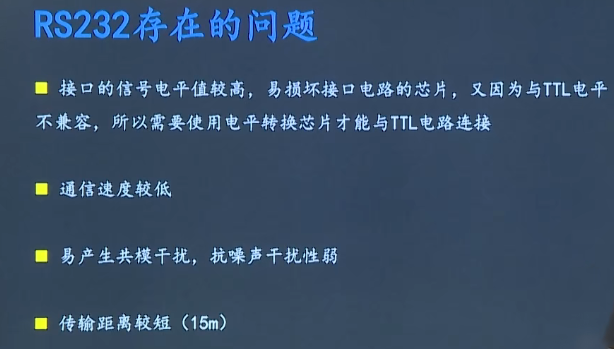 RS232存在的问题
接口的信号电平值较高，易损坏接口电路的芯片，又因为与TTL电平
不兼容，所以需要使用电平转换芯片才能与TTL电路连接
通信速度较低
易产生共模干扰，抗噪声干扰性弱
传输距离较短（15m）